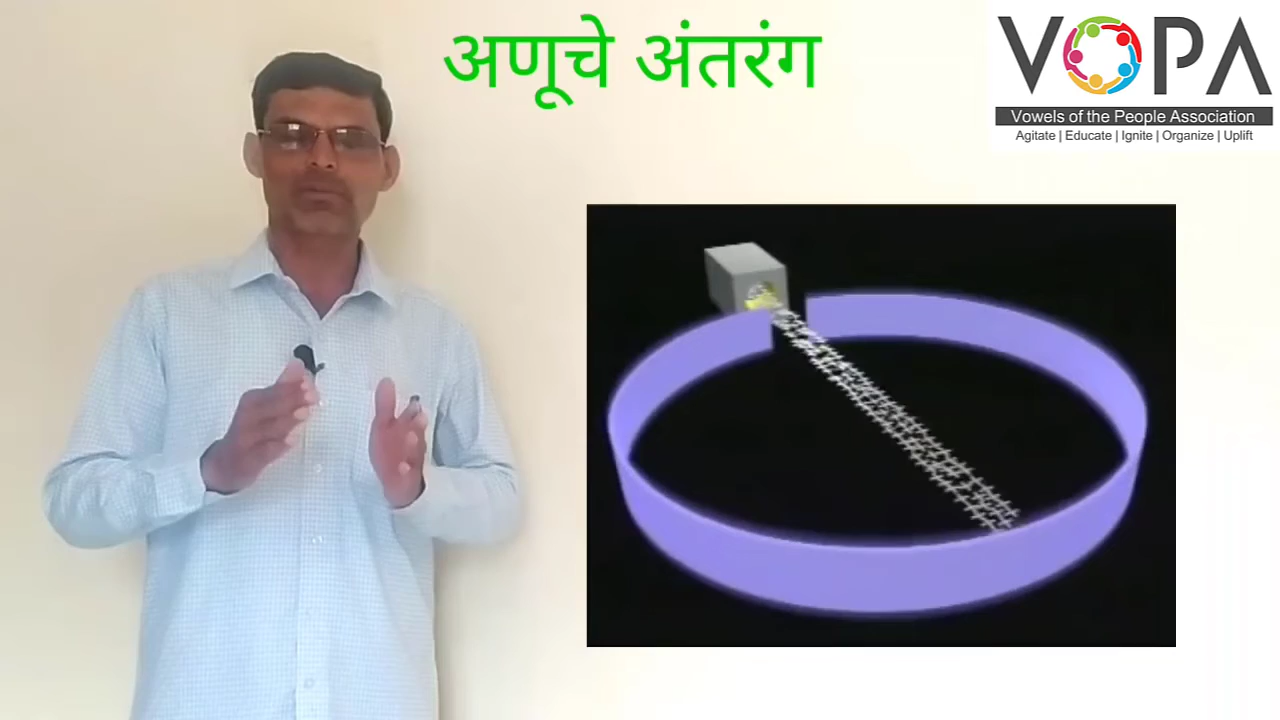 अणूचे अंतरंग
VOPA
Vowels of the People Association
Agitate | Educate | Ignite | Organize | Uplift